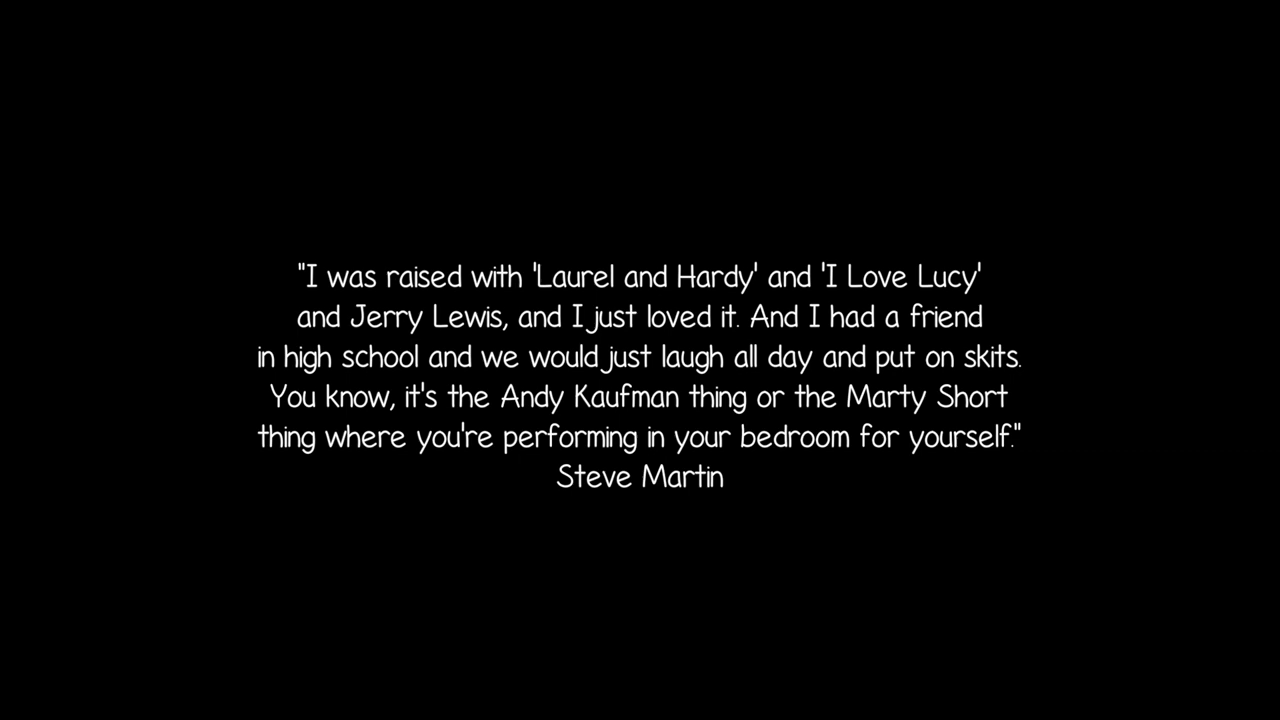 "I was raised with 'Laurel and Hardy' and 'I Love Lucy'
and Jerry Lewis, and I just loved it. And I had a friend
in high school and we would just laugh all day and put on skits.
You know, it's the Andy Kaufman thing or the Marty Short
thing where you're performing in your bedroom for yourself."
Steve Martin